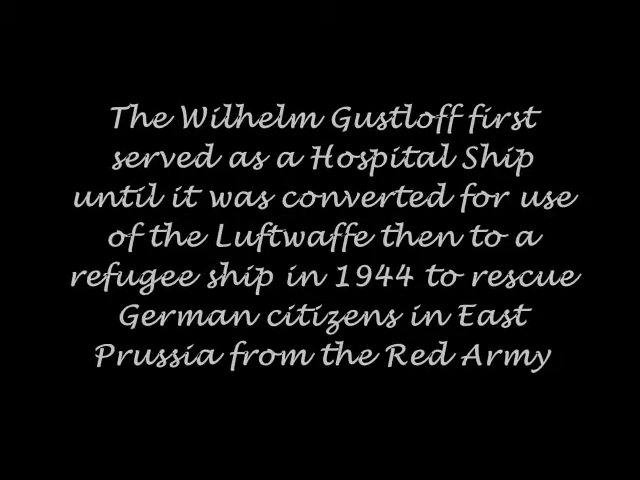 The Wilhelm Gustloff first
served as a Hospital Ship
until it was converted for use
of the Luftwaffe then to a
refugee ship in 1944 to rescue
German citizens in East
Prussia from the Red Army